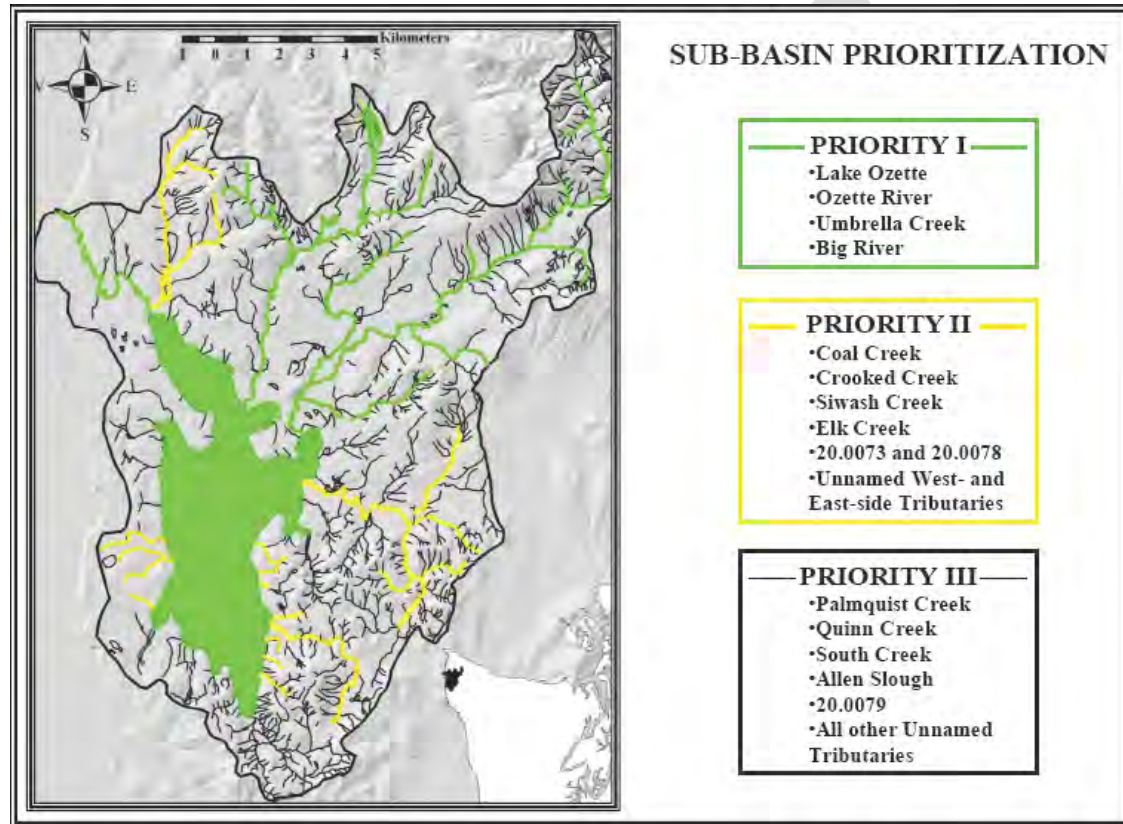 N
W
E
S
1 0 1 2 3 4 5 Kilometers
SUB-BASIN PRIORITIZATION
PRIORITY I
•Lake Ozette
•Ozette River
•Umbrella Creek
•Big River
PRIORITY II
•Coal Creek
•Crooked Creek
•Siwash Creek
•Elk Creek
•20.0073 and 20.0078
•Unnamed West- and
East-side Tributaries
PRIORITY III
•Palmquist Creek
•Quinn Creek
•South Creek
•Allen Slough
•20.0079
•All other Unnamed
Tributaries